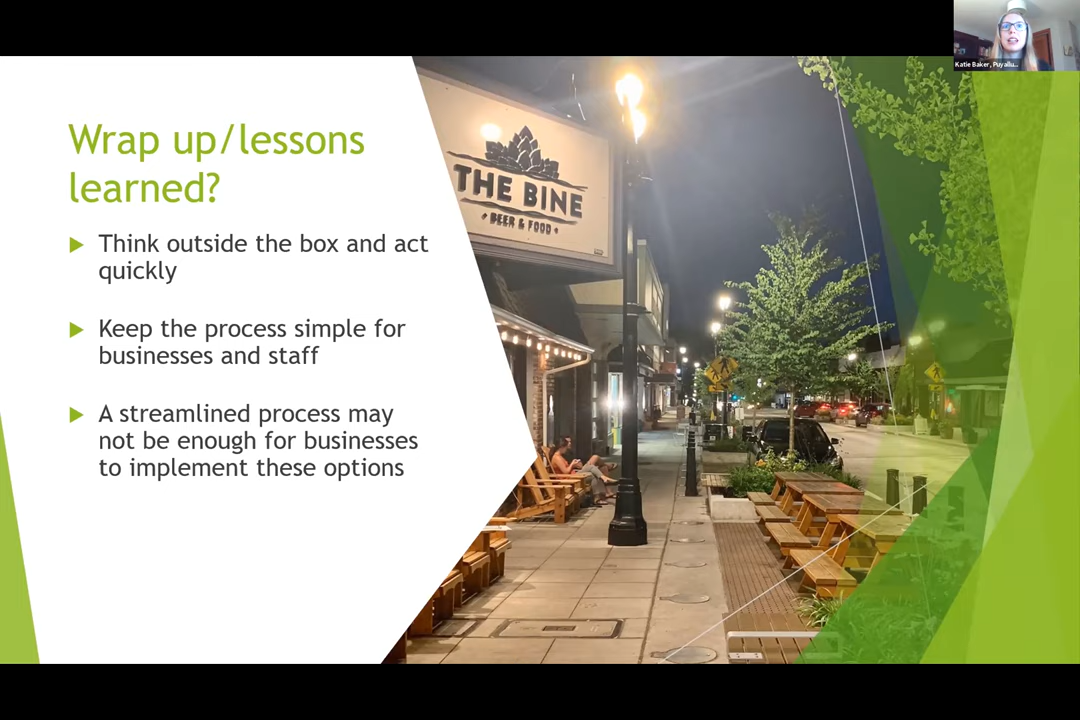 Katie Baker, Puyallu...
Wrap up/lessons
learned?
Think outside the box and act
quickly
Keep the process simple for
businesses and staff
A streamlined process may
not be enough for businesses
to implement these options
THE BINE
BEER & FOOD